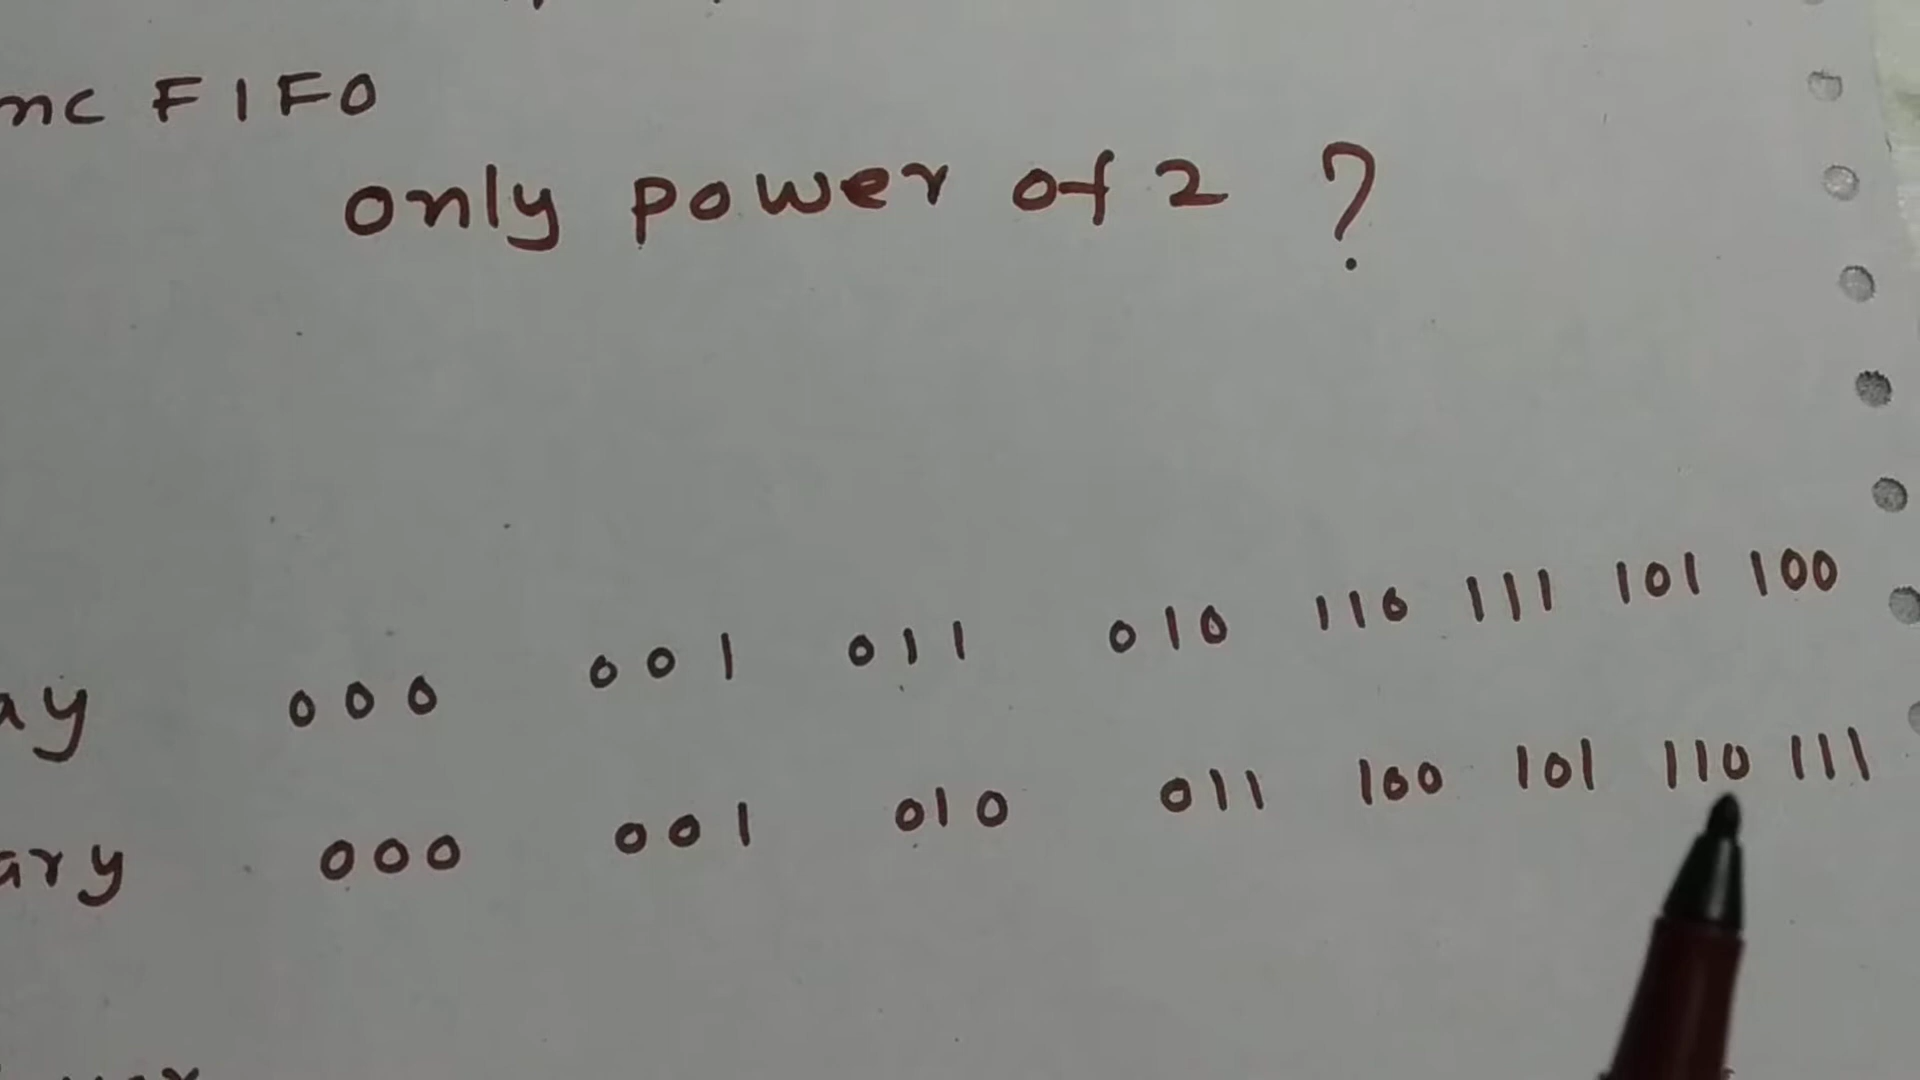 nc FIFO
only power of 2 ?
ay 000 001 011 010 110 111 101 100
ary 000 001 010 011 100 101 110 111